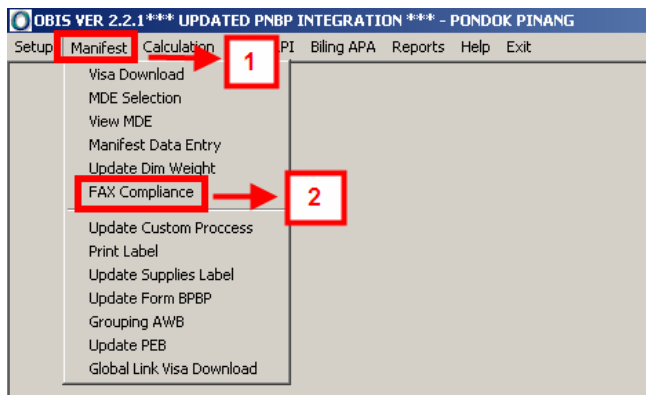 OBIS VER 2.2.1 *** UPDATED PNBP INTEGRATION *** - PONDOK PINANG
Setup Manifest Calculation PI Biling APA Reports Help Exit
1
Visa Download
MDE Selection
View MDE
Manifest Data Entry
Update Dim Weight
FAX Compliance
2
Update Custom Proccess
Print Label
Update Supplies Label
Update Form BPBP
Grouping AWB
Update PEB
Global Link Visa Download